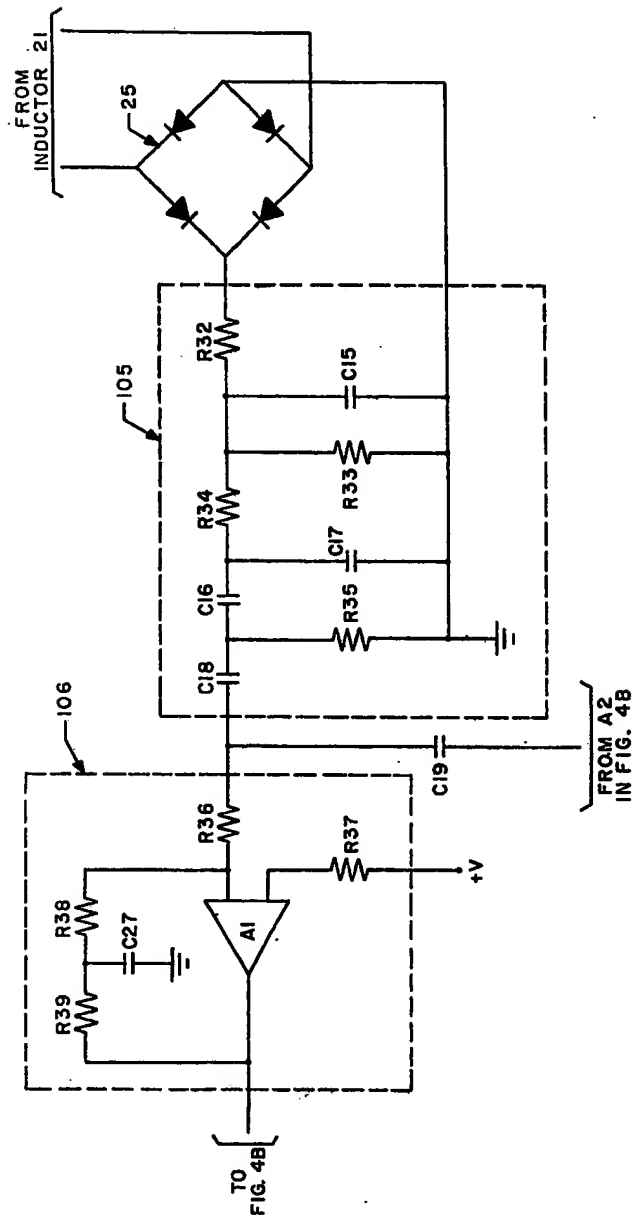 FROM
INDUCTOR 21
25
105
R32
C15
R33
R34
C17
C16
R35
C18
106
C19
FROM A2
IN FIG. 4B
R36
R37
+V
R38
C27
R39
A1
TO
FIG. 4B